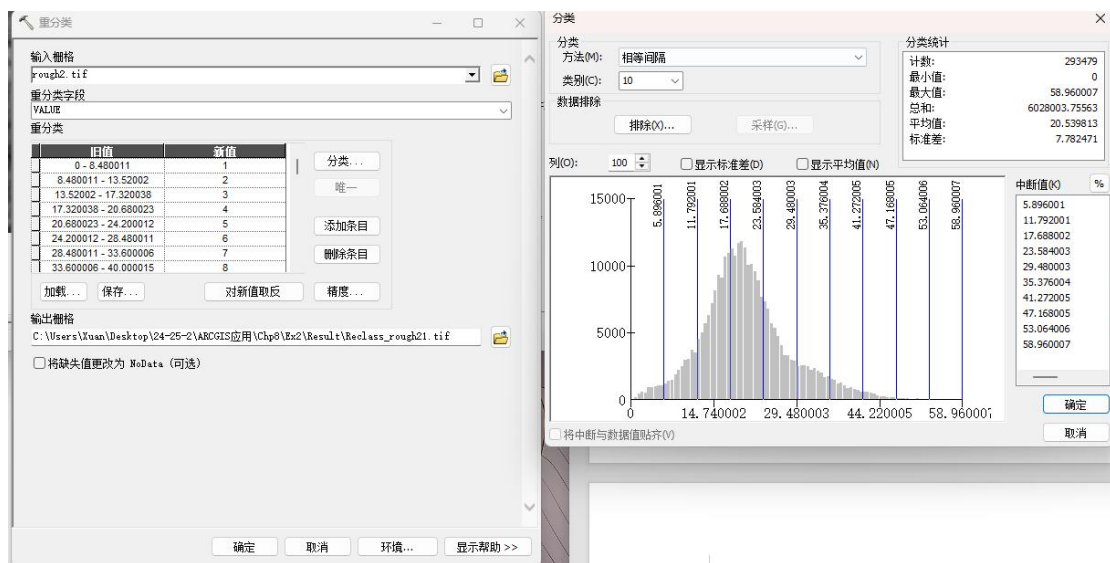 重分类
输入栅格
rough2.tif
重分类字段
VALUE
重分类
旧值 新值
0 - 8.480011 1
8.480011 - 13.52002 2
13.52002 - 17.320038 3
17.320038 - 20.680023 4
20.680023 - 24.200012 5
24.200012 - 28.480011 6
28.480011 - 33.600006 7
33.600006 - 40.000015 8
分类...
唯一
添加条目
删除条目
加载... 保存... 对新值取反 精度...
输出栅格
C:\Users\Xuan\Desktop\24-25-2\ARCGIS应用\Chp8\Ex2\Result\Reclass_rough21.tif
将缺失值更改为 NoData (可选)
确定 取消 环境... 显示帮助 >>
分类
分类
方法(M): 相等间隔
类别(C): 10
数据排除
排除(X)... 采样(G)...
分类统计
计数: 293479
最小值: 0
最大值: 58.960007
总和: 6028003.75563
平均值: 20.539813
标准差: 7.782471
列(O): 100 显示标准差(D) 显示平均值(N)
5.896001 11.792001 17.688002 23.584003 29.480003 35.376004 41.272005 47.168005 53.064006 58.960007
15000
10000
5000
0
0 14.740002 29.480003 44.220005 58.960007
中断值(K) %
5.896001
11.792001
17.688002
23.584003
29.480003
35.376004
41.272005
47.168005
53.064006
58.960007
将中断与数据值贴齐(V)
确定
取消